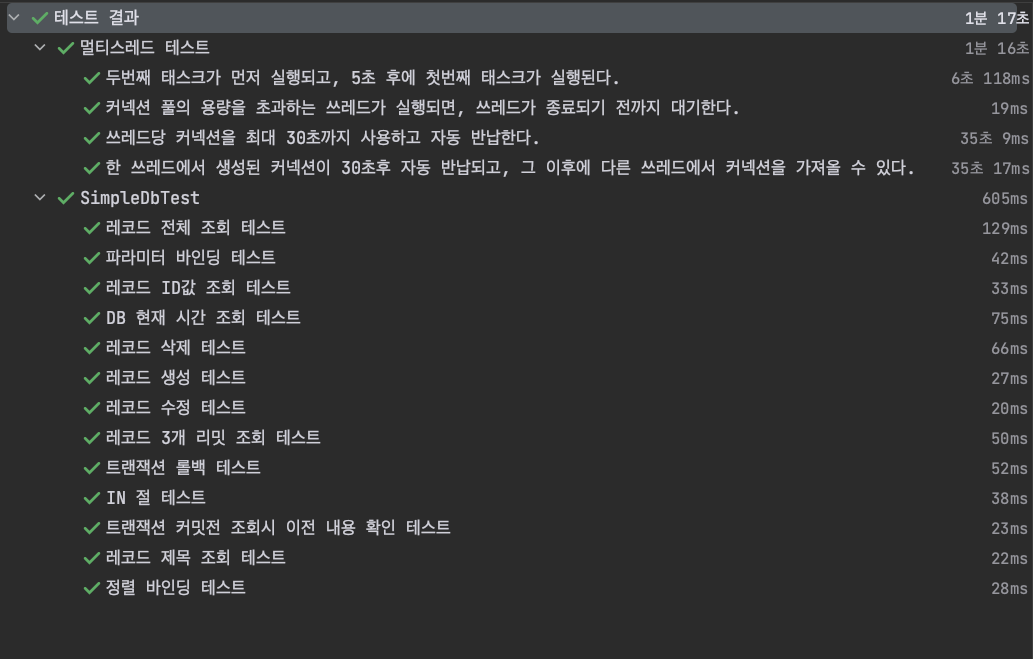 테스트 결과 1분 17초
멀티스레드 테스트 1분 16초
두번째 태스크가 먼저 실행되고, 5초 후에 첫번째 태스크가 실행된다. 6초 118ms
커넥션 풀의 용량을 초과하는 쓰레드가 실행되면, 쓰레드가 종료되기 전까지 대기한다. 19ms
쓰레드당 커넥션을 최대 30초까지 사용하고 자동 반납한다. 35초 9ms
한 쓰레드에서 생성된 커넥션이 30초후 자동 반납되고, 그 이후에 다른 쓰레드에서 커넥션을 가져올 수 있다. 35초 17ms
SimpleDbTest 605ms
레코드 전체 조회 테스트 129ms
파라미터 바인딩 테스트 42ms
레코드 ID값 조회 테스트 33ms
DB 현재 시간 조회 테스트 75ms
레코드 삭제 테스트 66ms
레코드 생성 테스트 27ms
레코드 수정 테스트 20ms
레코드 3개 리밋 조회 테스트 50ms
트랜잭션 롤백 테스트 52ms
IN 절 테스트 38ms
트랜잭션 커밋전 조회시 이전 내용 확인 테스트 23ms
레코드 제목 조회 테스트 22ms
정렬 바인딩 테스트 28ms